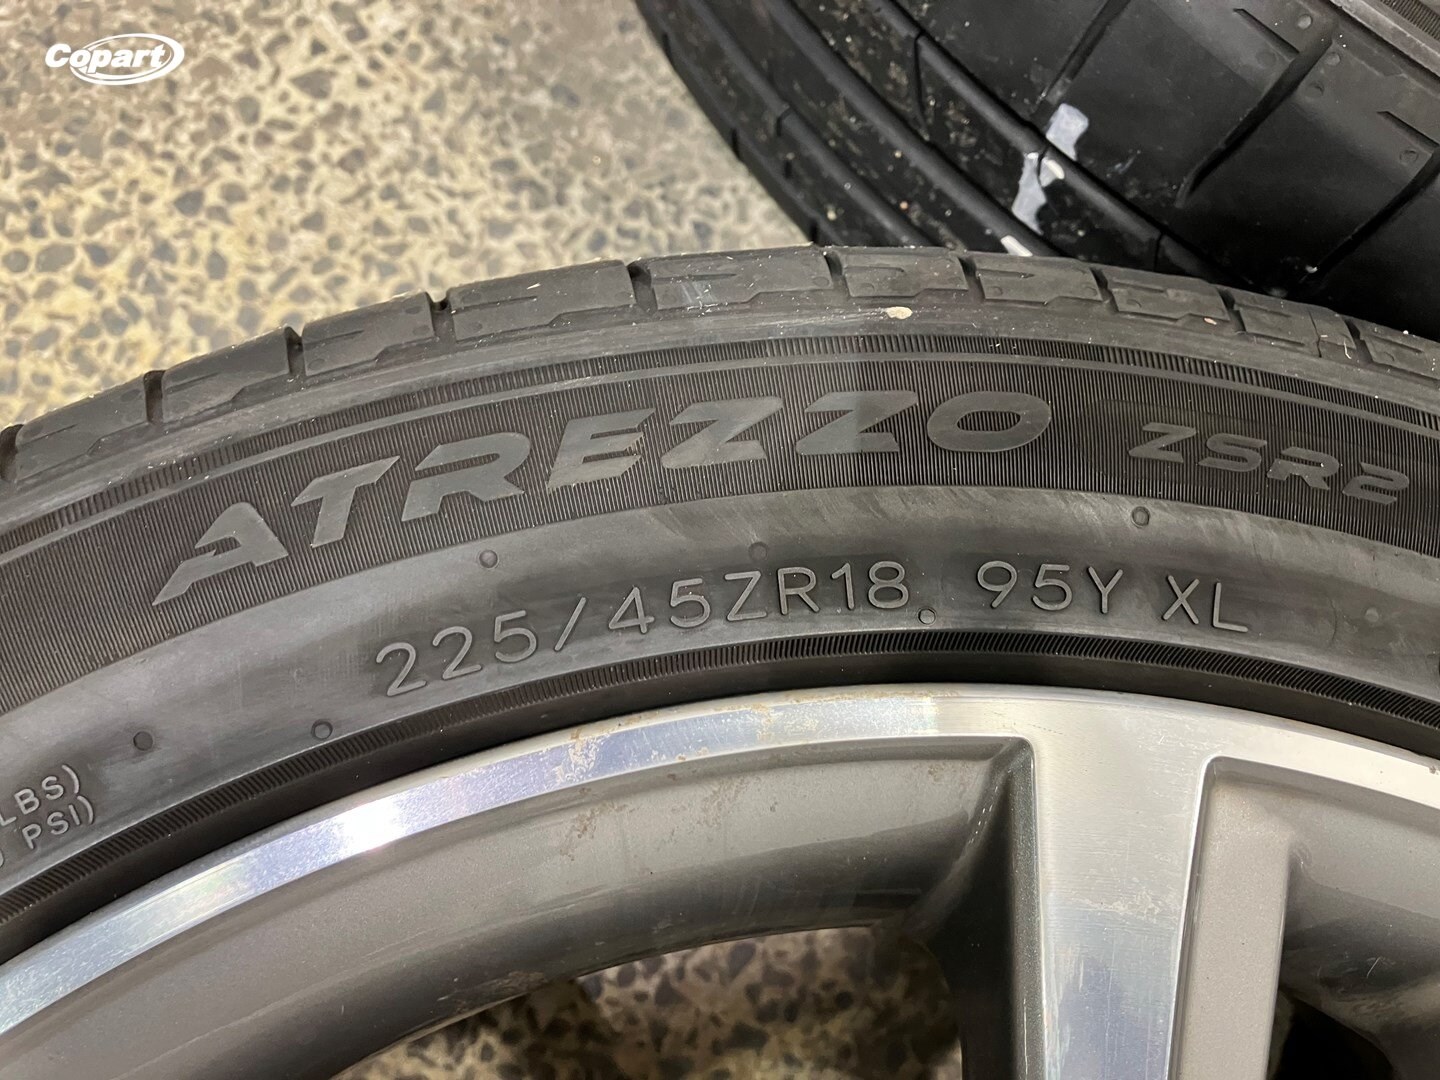 Copart
ATREZZO ZSR2
225/45ZR18 95Y XL
LBS)
PSI)